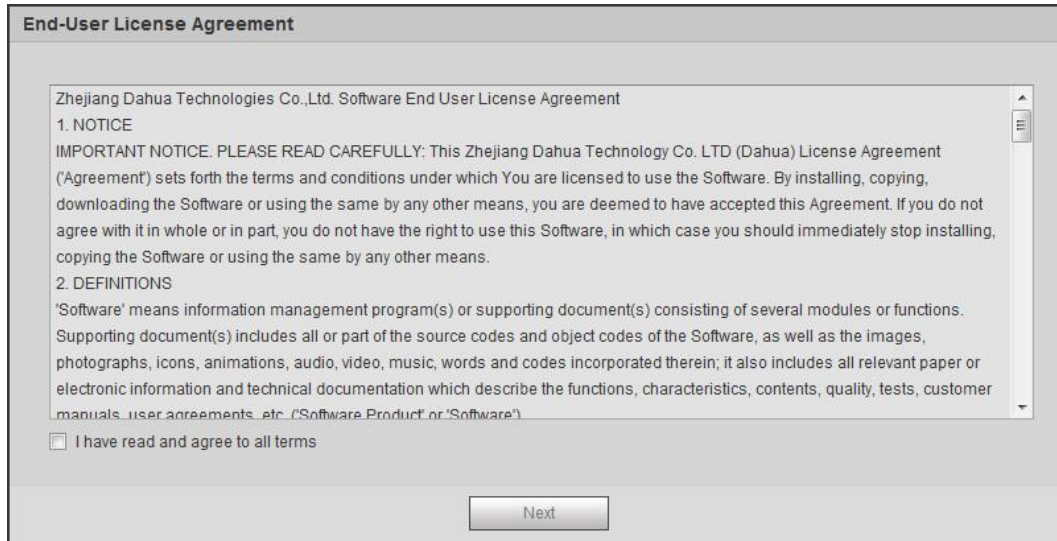 End-User License Agreement
Zhejiang Dahua Technologies Co.,Ltd. Software End User License Agreement
1. NOTICE
IMPORTANT NOTICE. PLEASE READ CAREFULLY: This Zhejiang Dahua Technology Co. LTD (Dahua) License Agreement
('Agreement') sets forth the terms and conditions under which You are licensed to use the Software. By installing, copying,
downloading the Software or using the same by any other means, you are deemed to have accepted this Agreement. If you do not
agree with it in whole or in part, you do not have the right to use this Software, in which case you should immediately stop installing,
copying the Software or using the same by any other means.
2. DEFINITIONS
'Software' means information management program(s) or supporting document(s) consisting of several modules or functions.
Supporting document(s) includes all or part of the source codes and object codes of the Software, as well as the images,
photographs, icons, animations, audio, video, music, words and codes incorporated therein; it also includes all relevant paper or
electronic information and technical documentation which describe the functions, characteristics, contents, quality, tests, customer
manuals, user agreements, etc. ('Software Product' or 'Software')
I have read and agree to all terms
Next